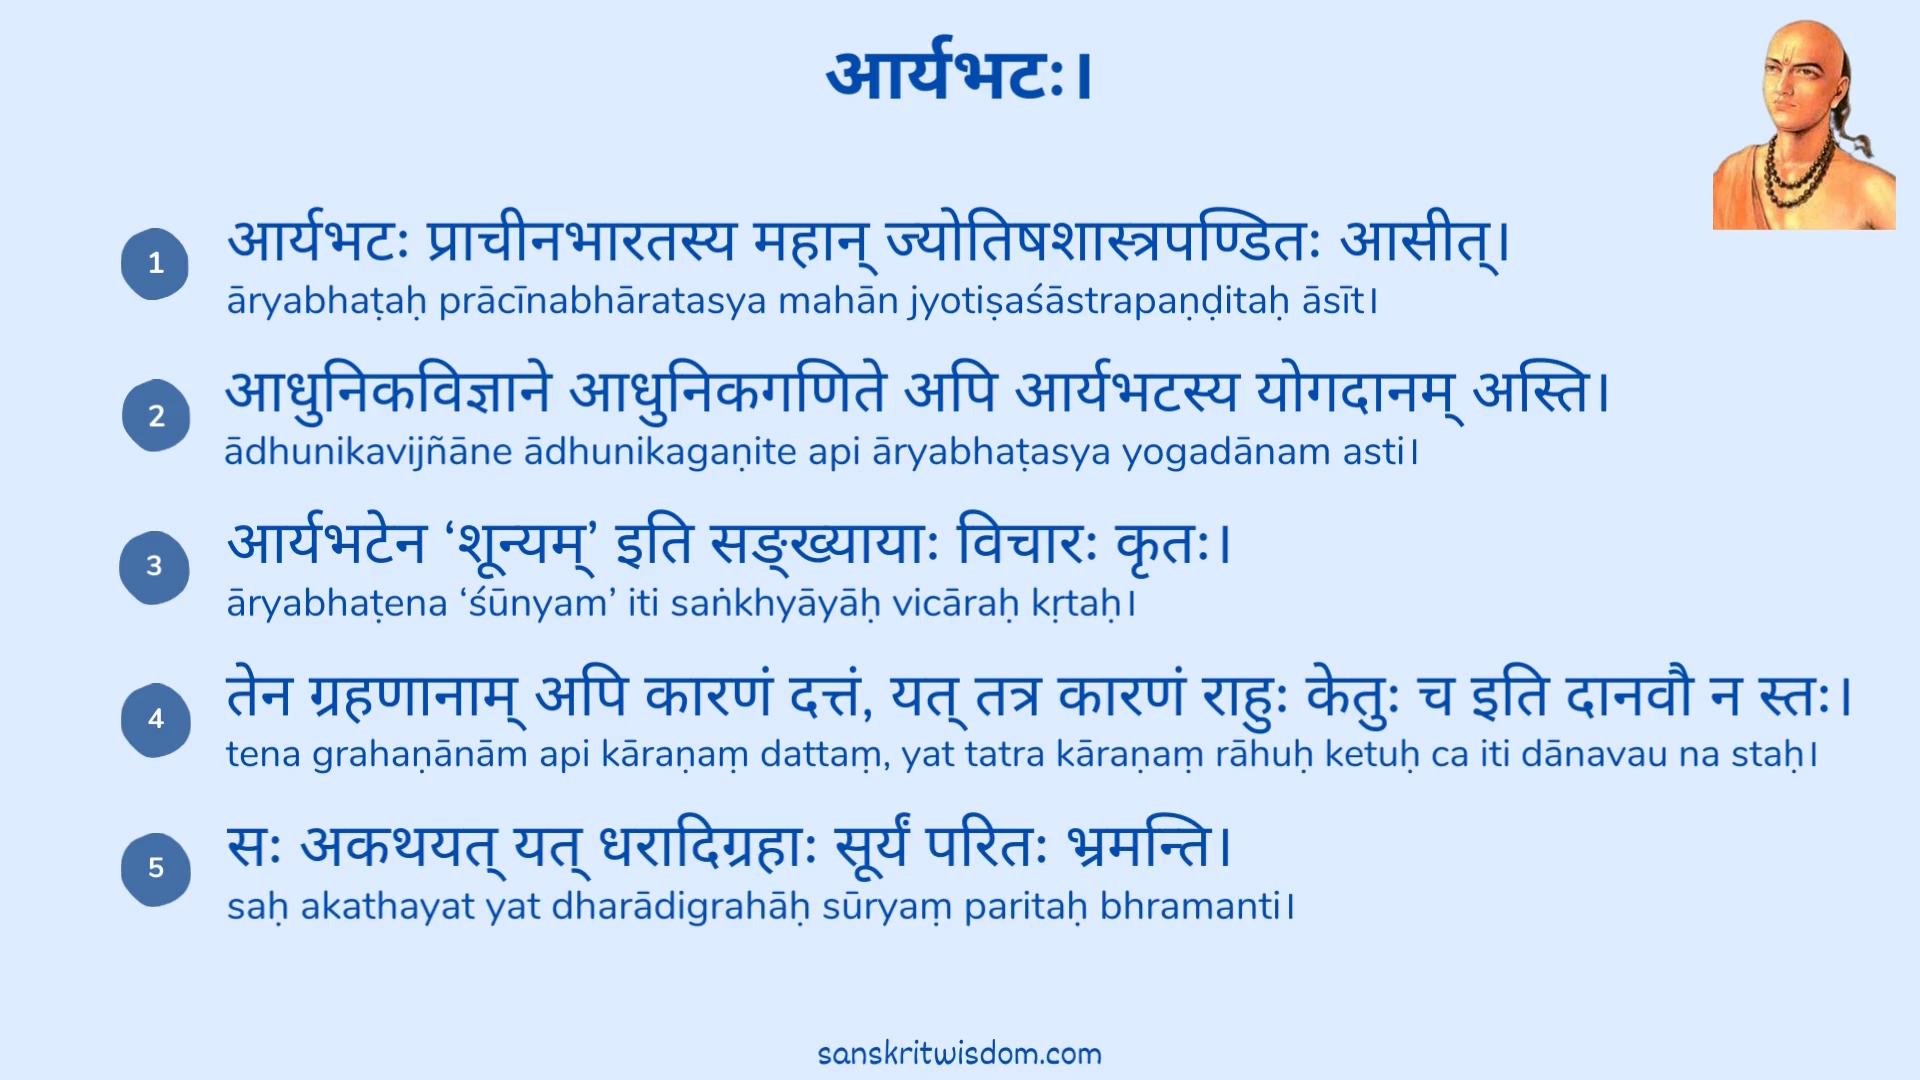 आर्यभटः।
1
आर्यभटः प्राचीनभारतस्य महान् ज्योतिषशास्त्रपण्डितः आसीत्।
āryabhaṭaḥ prācīnabhāratasya mahān jyotiṣaśāstrapaṇḍitaḥ āsīt।
2
आधुनिकविज्ञाने आधुनिकगणिते अपि आर्यभटस्य योगदानम् अस्ति।
ādhunikavijñāne ādhunikagaṇite api āryabhaṭasya yogadānam asti।
3
आर्यभटेन ‘शून्यम्’ इति सङ्ख्यायाः विचारः कृतः।
āryabhaṭena ‘śūnyam’ iti saṅkhyāyāḥ vicāraḥ kṛtaḥ।
4
तेन ग्रहणानाम् अपि कारणं दत्तं, यत् तत्र कारणं राहुः केतुः च इति दानवौ न स्तः।
tena grahaṇānām api kāraṇaṃ dattaṃ, yat tatra kāraṇaṃ rāhuḥ ketuḥ ca iti dānavau na staḥ।
5
सः अकथयत् यत् धरादिग्रहाः सूर्यं परितः भ्रमन्ति।
saḥ akathayat yat dharādigrahāḥ sūryaṃ paritaḥ bhramanti।
sanskritwisdom.com